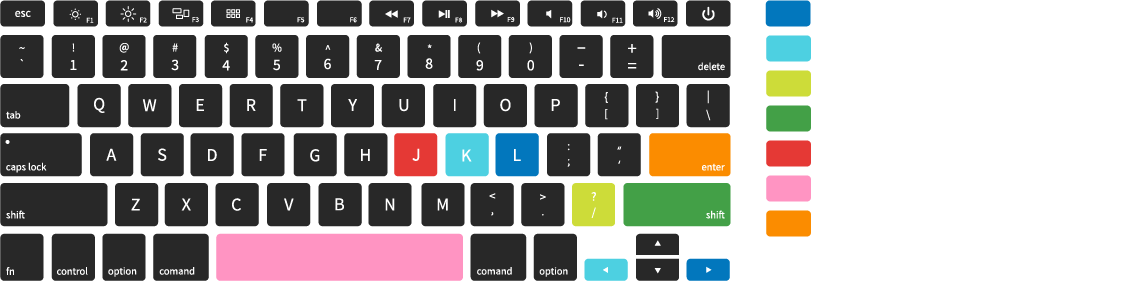 esc F1 F2 F3 F4 F5 F6 F7 F8 F9 F10 F11 F12
~ ! @ # $ % ^ & * ( ) − +
` 1 2 3 4 5 6 7 8 9 0 - = delete
tab Q W E R T Y U I O P { [ } ] | \
caps lock A S D F G H J K L : ; " ' enter
shift Z X C V B N M < , > . ? / shift
fn control option comand comand option